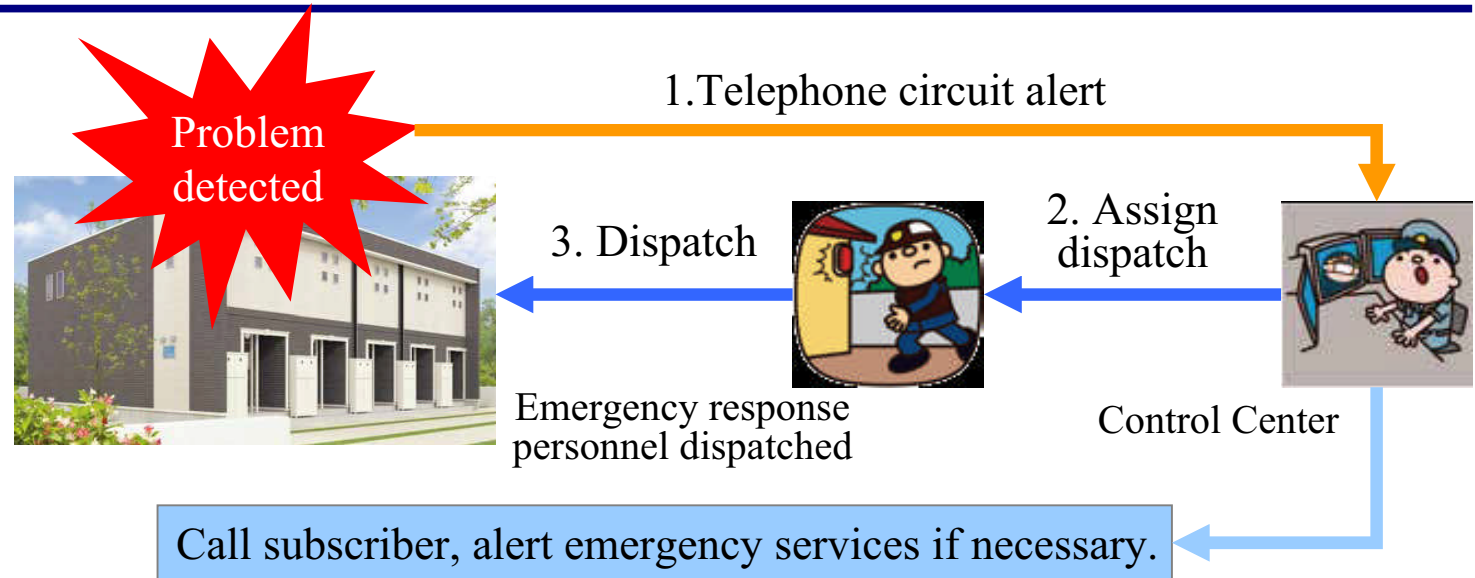 Problem
detected
1.Telephone circuit alert
2. Assign
dispatch
3. Dispatch
Emergency response
personnel dispatched
Control Center
Call subscriber, alert emergency services if necessary.